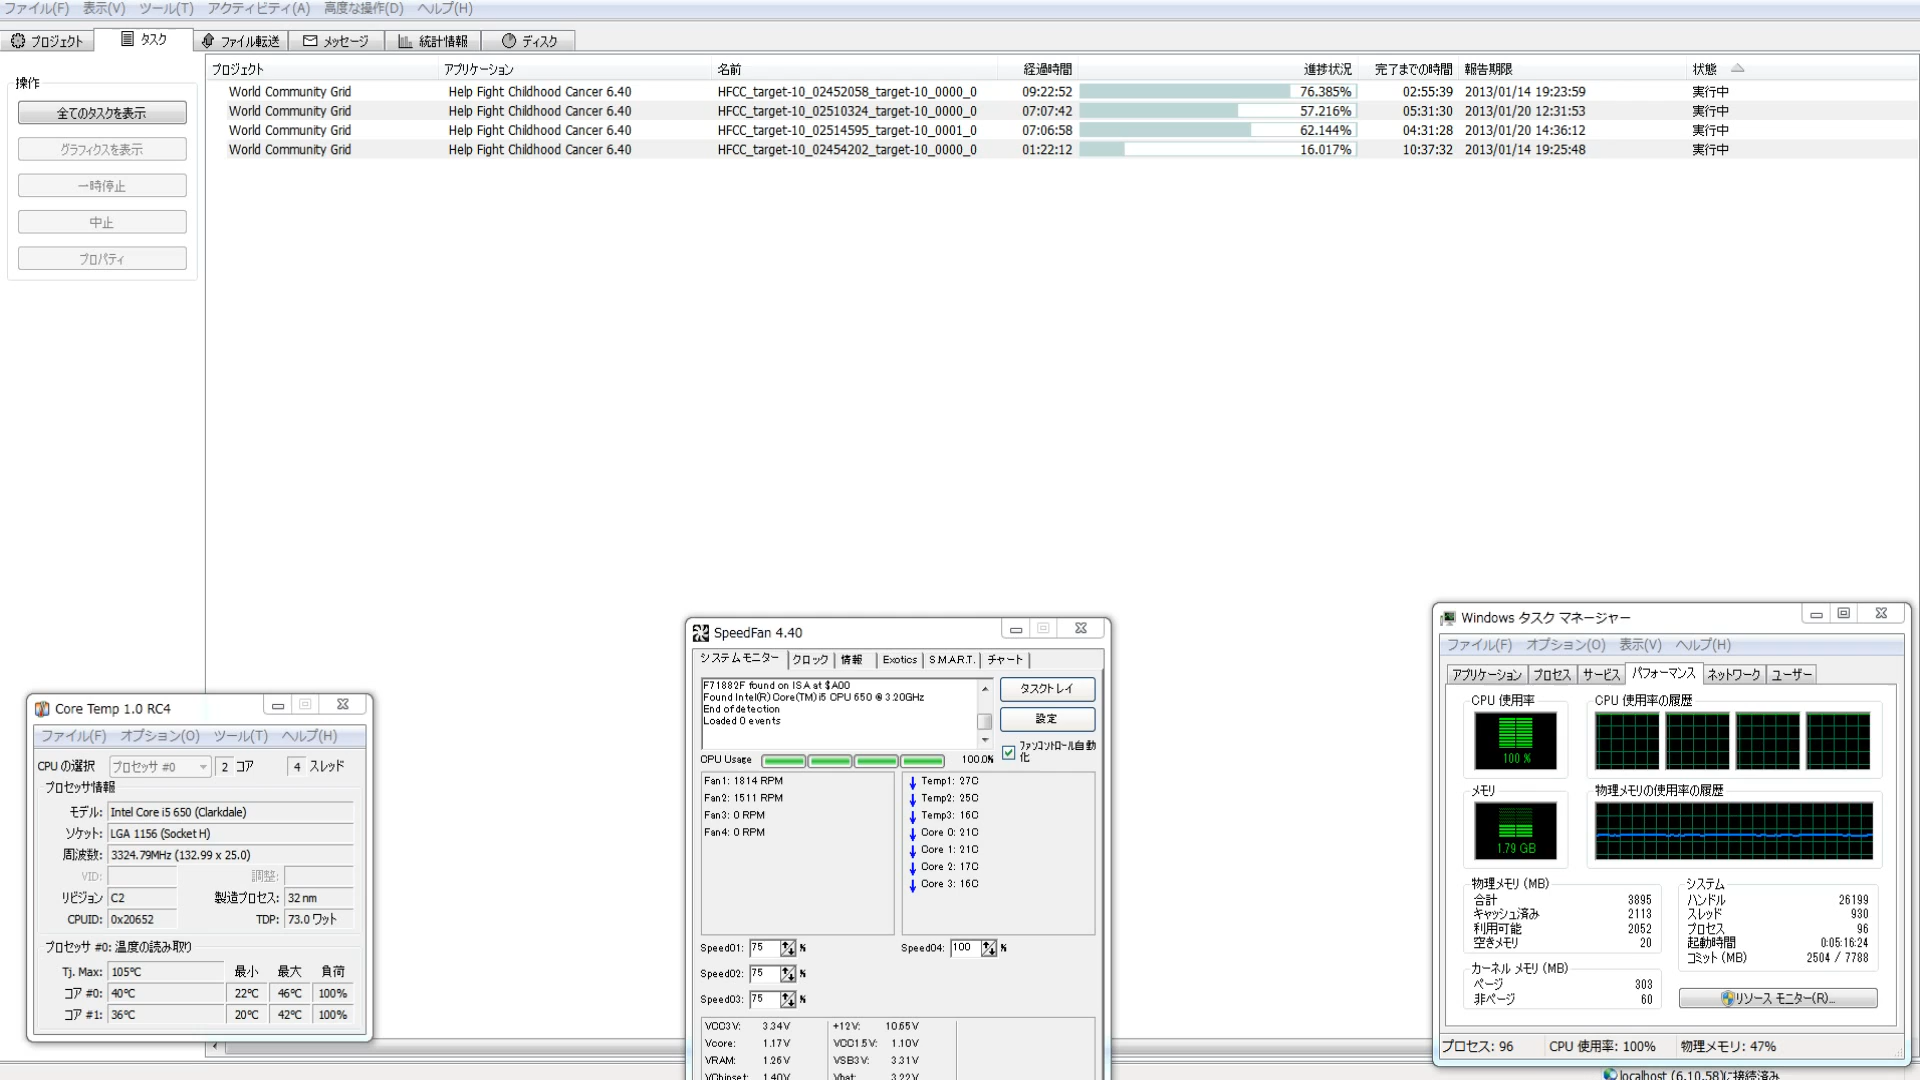 ファイル(F) 表示(V) ツール(T) アクティビティ(A) 高度な操作(D) ヘルプ(H)
プロジェクト タスク ファイル転送 メッセージ 統計情報 ディスク
操作
全てのタスクを表示
グラフィクスを表示
一時停止
中止
プロパティ
プロジェクト アプリケーション 名前 経過時間 進捗状況 完了までの時間 報告期限 状態
World Community Grid Help Fight Childhood Cancer 6.40 HFCC_target-10_02452058_target-10_0000_0 09:22:52 76.385% 02:55:39 2013/01/14 19:23:59 実行中
World Community Grid Help Fight Childhood Cancer 6.40 HFCC_target-10_02510324_target-10_0000_0 07:07:42 57.216% 05:31:30 2013/01/20 12:31:53 実行中
World Community Grid Help Fight Childhood Cancer 6.40 HFCC_target-10_02514595_target-10_0001_0 07:06:58 62.144% 04:31:28 2013/01/20 14:36:12 実行中
World Community Grid Help Fight Childhood Cancer 6.40 HFCC_target-10_02454202_target-10_0000_0 01:22:12 16.017% 10:37:32 2013/01/14 19:25:48 実行中
Core Temp 1.0 RC4
ファイル(F) オプション(O) ツール(T) ヘルプ(H)
CPU の選択 プロセッサ #0 2 コア 4 スレッド
プロセッサ情報
モデル: Intel Core i5 650 (Clarkdale)
ソケット: LGA 1156 (Socket H)
周波数: 3324.79MHz (132.99 x 25.0)
VID: 調整:
リビジョン C2 製造プロセス: 32 nm
CPUID: 0x20652 TDP: 73.0 ワット
プロセッサ #0: 温度の読み取り
Tj. Max: 105℃ 最小 最大 負荷
コア #0: 40℃ 22℃ 46℃ 100%
コア #1: 36℃ 20℃ 42℃ 100%
SpeedFan 4.40
システムモニター クロック 情報 Exotics S.M.A.R.T. チャート
F71882F found on ISA at $A00
Found Intel(R) Core(TM) i5 CPU 650 @ 3.20GHz
End of detection
Loaded 0 events
タスクトレイ
設定
ファンコントロール自動化
CPU Usage 100.0%
Fan1: 1814 RPM
Fan2: 1511 RPM
Fan3: 0 RPM
Fan4: 0 RPM
Temp1: 27C
Temp2: 25C
Temp3: 16C
Core 0: 21C
Core 1: 21C
Core 2: 17C
Core 3: 16C
Speed01: 75 % Speed04: 100 %
Speed02: 75 %
Speed03: 75 %
VCC3V: 3.34V +12V: 10.65V
Vcore: 1.17V VCC1.5V: 1.10V
VRAM: 1.26V VSB3V: 3.31V
VChipset: 1.40V Vbat: 3.22V
Windows タスク マネージャー
ファイル(F) オプション(O) 表示(V) ヘルプ(H)
アプリケーション プロセス サービス パフォーマンス ネットワーク ユーザー
CPU 使用率 CPU 使用率の履歴
100 %
メモリ 物理メモリの使用率の履歴
1.79 GB
物理メモリ (MB)
合計 3895
キャッシュ済み 2113
利用可能 2052
空きメモリ 20
カーネル メモリ (MB)
ページ 303
非ページ 60
システム
ハンドル 26199
スレッド 930
プロセス 96
起動時間 0:05:16:24
コミット (MB) 2504 / 7788
リソース モニター(R)...
プロセス: 96 CPU 使用率: 100% 物理メモリ: 47%
localhost (6.10.58)に接続済み